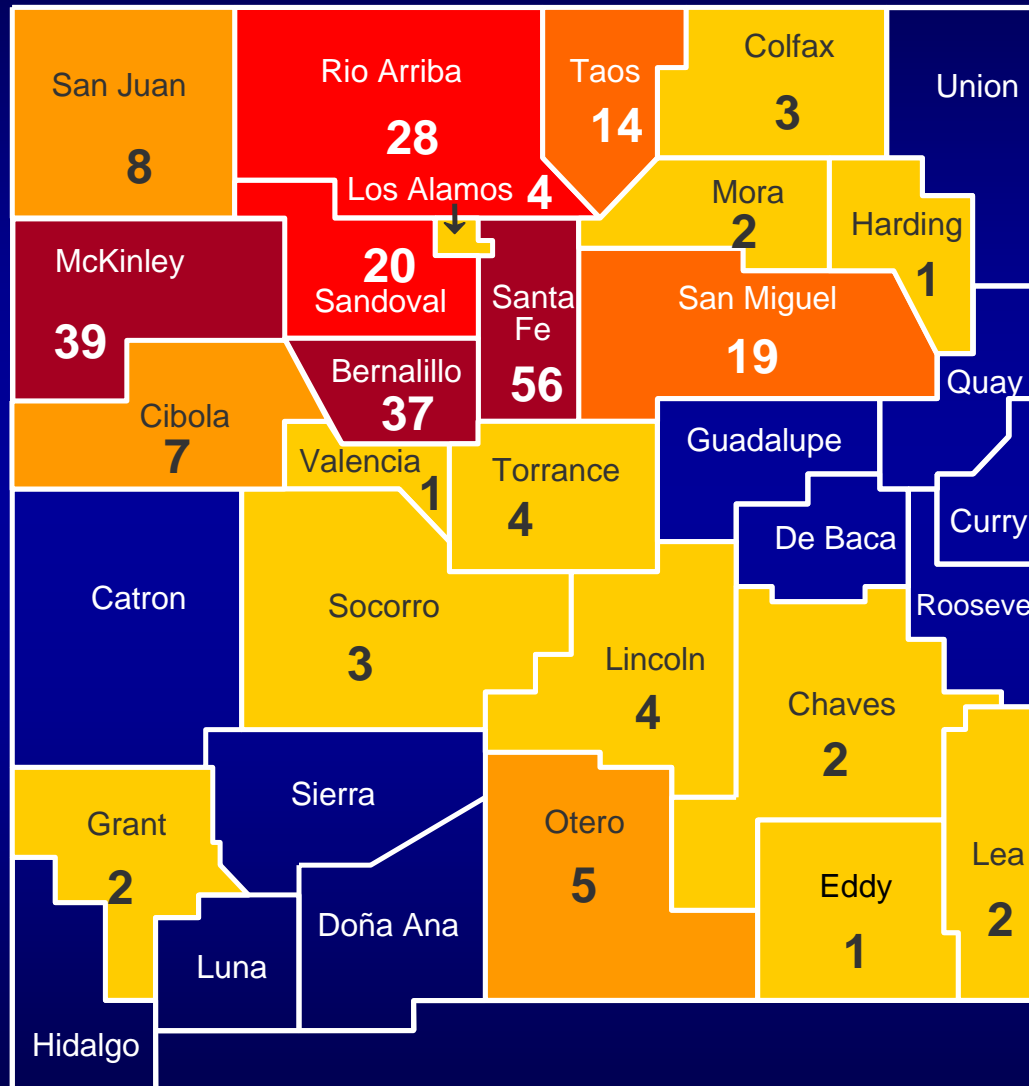 San Juan
8
Rio Arriba
28
Taos
14
Colfax
3
Union
Los Alamos 4
Mora
2
Harding
1
McKinley
39
20
Sandoval
Santa
Fe
56
San Miguel
19
Bernalillo
37
Quay
Cibola
7
Valencia
1
Torrance
4
Guadalupe
De Baca
Curry
Catron
Socorro
3
Lincoln
4
Chaves
2
Rooseve
Sierra
Grant
2
Otero
5
Eddy
1
Lea
2
Doña Ana
Luna
Hidalgo